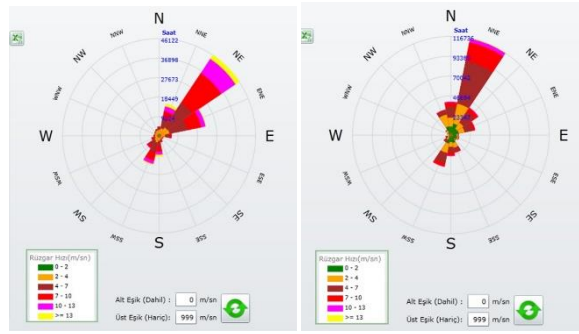 N
NNW
Saat
NNE
46122
NW
NE
36898
27673
WNW
ENE
18449
W
E
WSW
ESE
SW
SE
SSW
SSE
S
Rüzgar Hızı(m/sn)
0 - 2
2 - 4
4 - 7
7 - 10
10 - 13
>= 13
Alt Eşik (Dahil) : 0 m/sn
Üst Eşik (Hariç): 999 m/sn
N
NNW
Saat
NNE
116736
NW
NE
WNW
ENE
W
E
WSW
ESE
SW
SE
SSW
SSE
S
Rüzgar Hızı(m/sn)
0 - 2
2 - 4
4 - 7
7 - 10
10 - 13
>= 13
Alt Eşik (Dahil) : 0 m/sn
Üst Eşik (Hariç): 999 m/sn